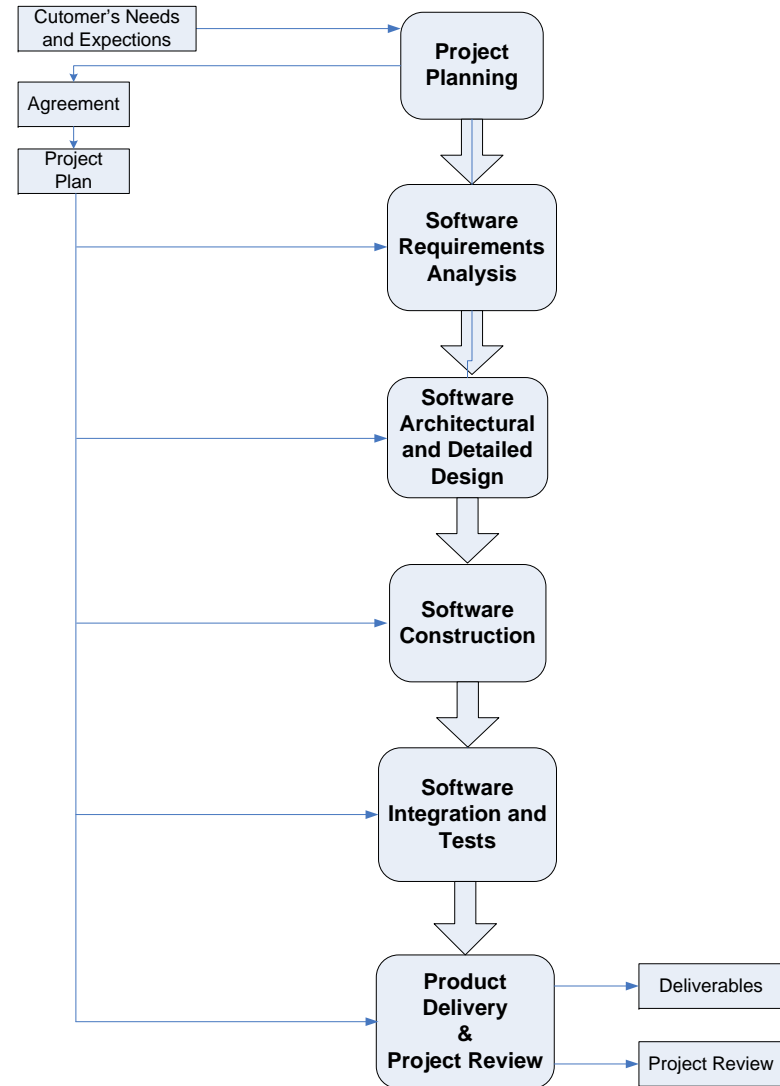 Cutomer's Needs
and Expections
Project
Planning
Agreement
Project
Plan
Software
Requirements
Analysis
Software
Architectural
and Detailed
Design
Software
Construction
Software
Integration and
Tests
Product
Delivery
&
Project Review
Deliverables
Project Review